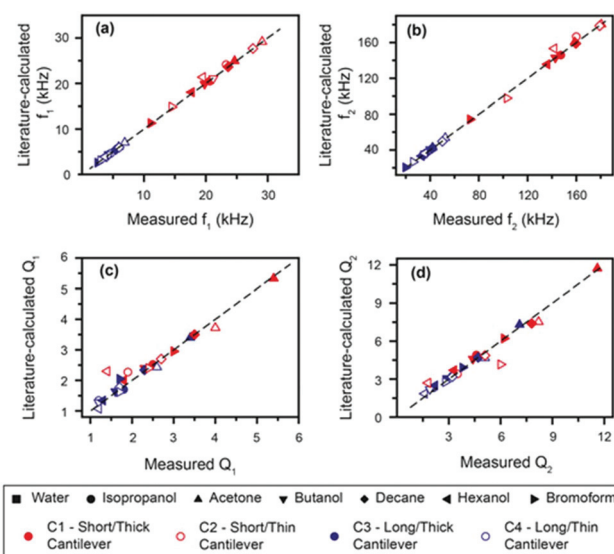 (a)
Literature-calculated
f1 (kHz)
30
20
10
0
10
20
30
Measured f1 (kHz)
(b)
Literature-calculated
f2 (kHz)
160
120
80
40
40
80
120
160
Measured f2 (kHz)
(c)
Literature-calculated Q1
6
5
4
3
2
1
1
2
3
4
5
6
Measured Q1
(d)
Literature-calculated Q2
12
9
6
3
0
3
6
9
12
Measured Q2
Water Isopropanol Acetone Butanol Decane Hexanol Bromoform
C1 - Short/Thick Cantilever
C2 - Short/Thin Cantilever
C3 - Long/Thick Cantilever
C4 - Long/Thin Cantilever